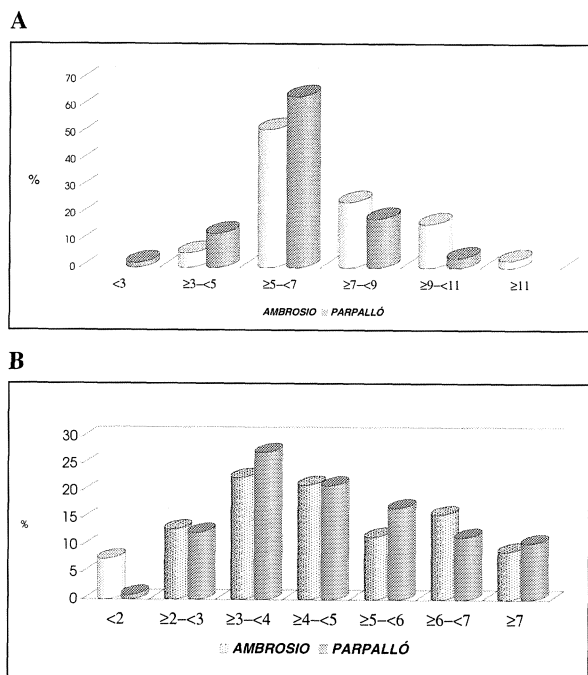 A
70
60
50
40
30
20
10
0
%
<3 ≥3–<5 ≥5–<7 ≥7–<9 ≥9–<11 ≥11
AMBROSIO PARPALLÓ
B
30
25
20
15
10
5
0
%
<2 ≥2–<3 ≥3–<4 ≥4–<5 ≥5–<6 ≥6–<7 ≥7
AMBROSIO PARPALLÓ